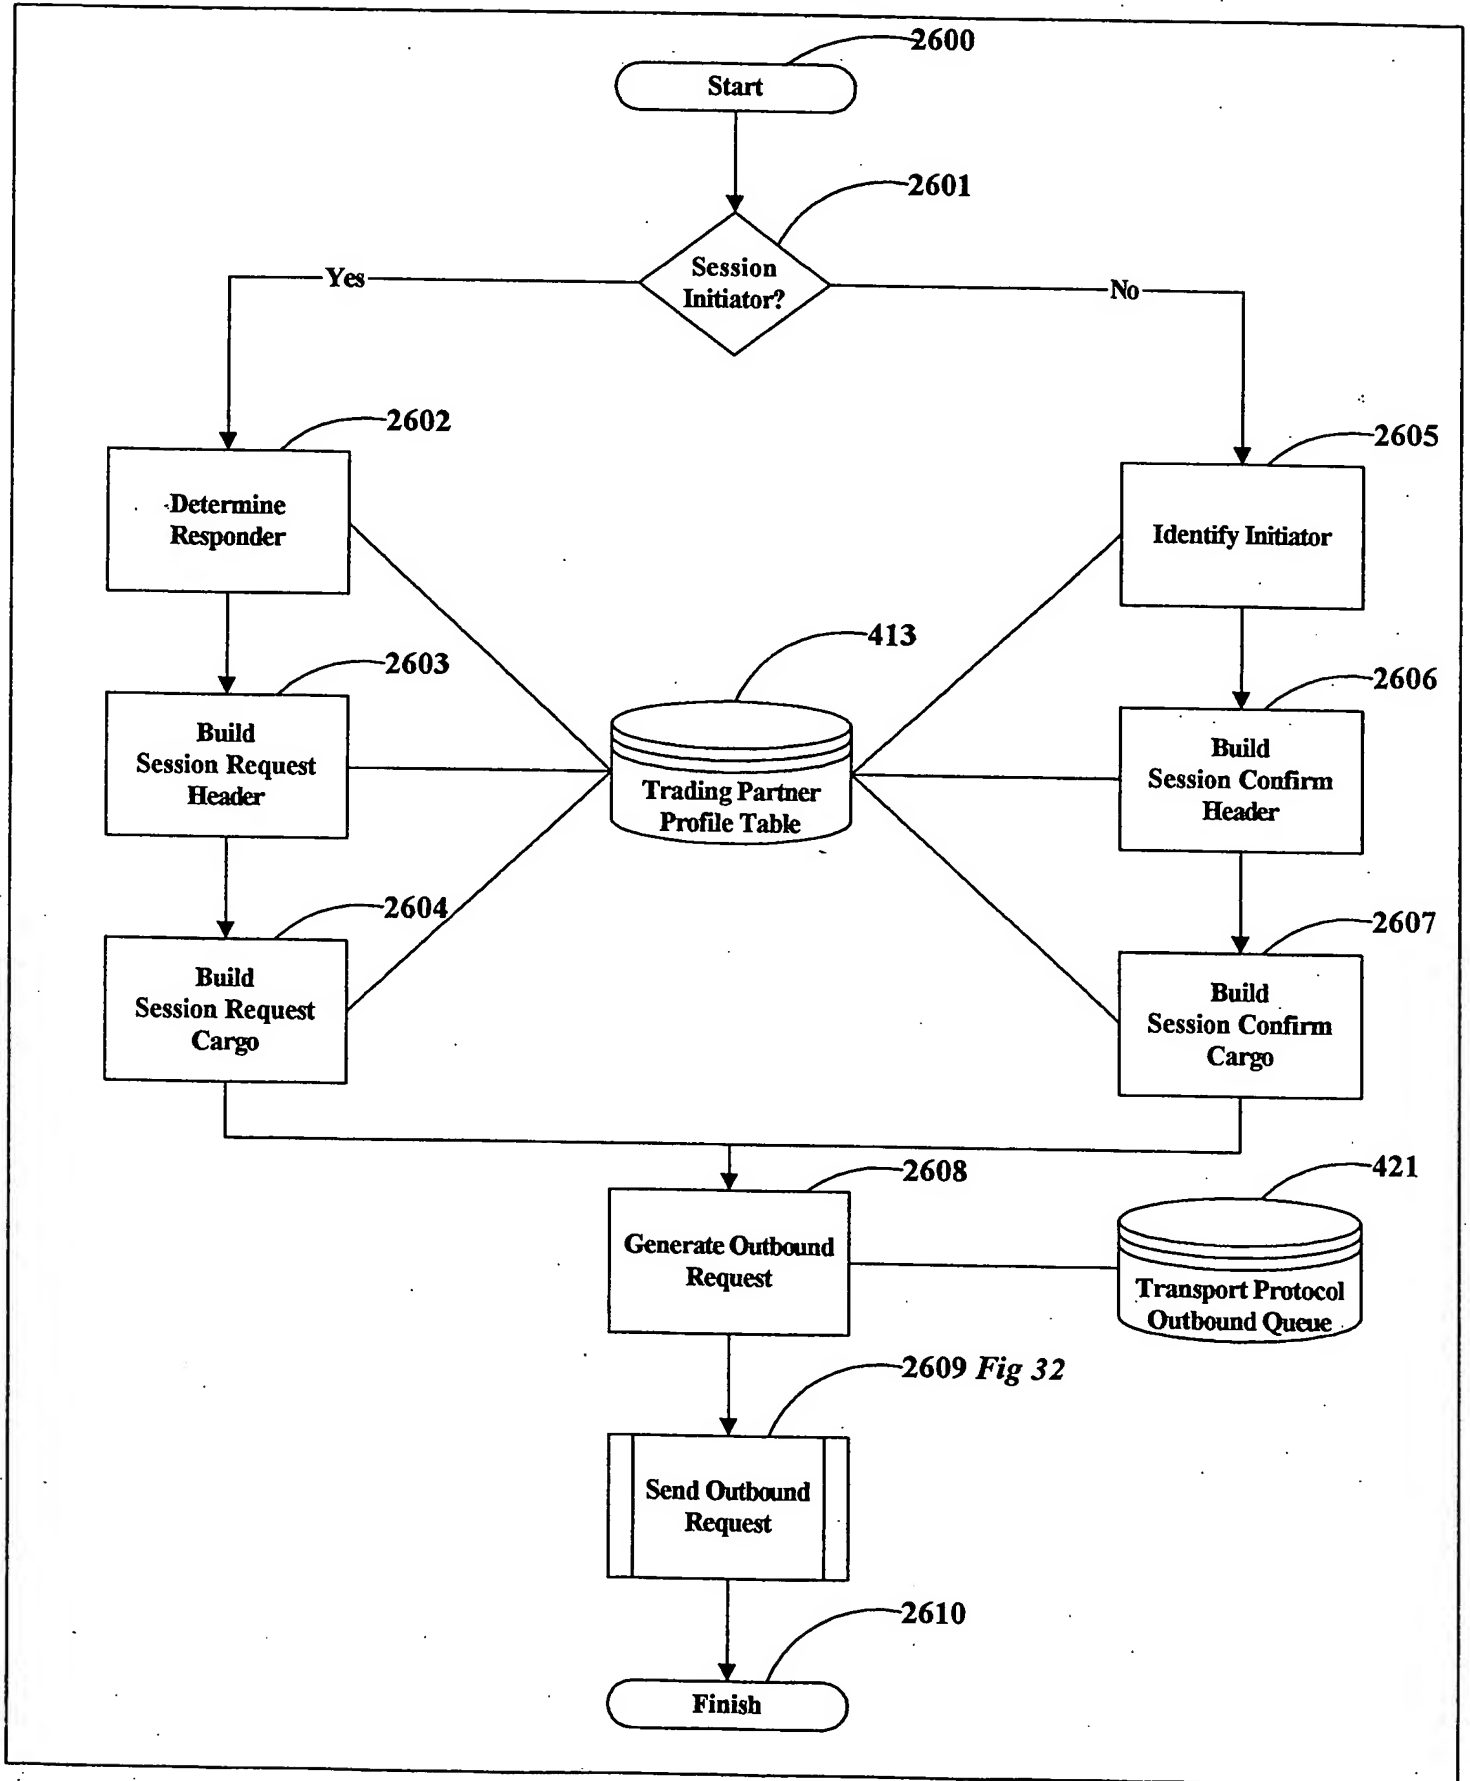 2600
Start
2601
Session
Initiator?
Yes
No
2602
Determine
Responder
2605
Identify Initiator
413
Trading Partner
Profile Table
2603
Build
Session Request
Header
2606
Build
Session Confirm
Header
2604
Build
Session Request
Cargo
2607
Build
Session Confirm
Cargo
2608
Generate Outbound
Request
421
Transport Protocol
Outbound Queue
2609 Fig 32
Send Outbound
Request
2610
Finish